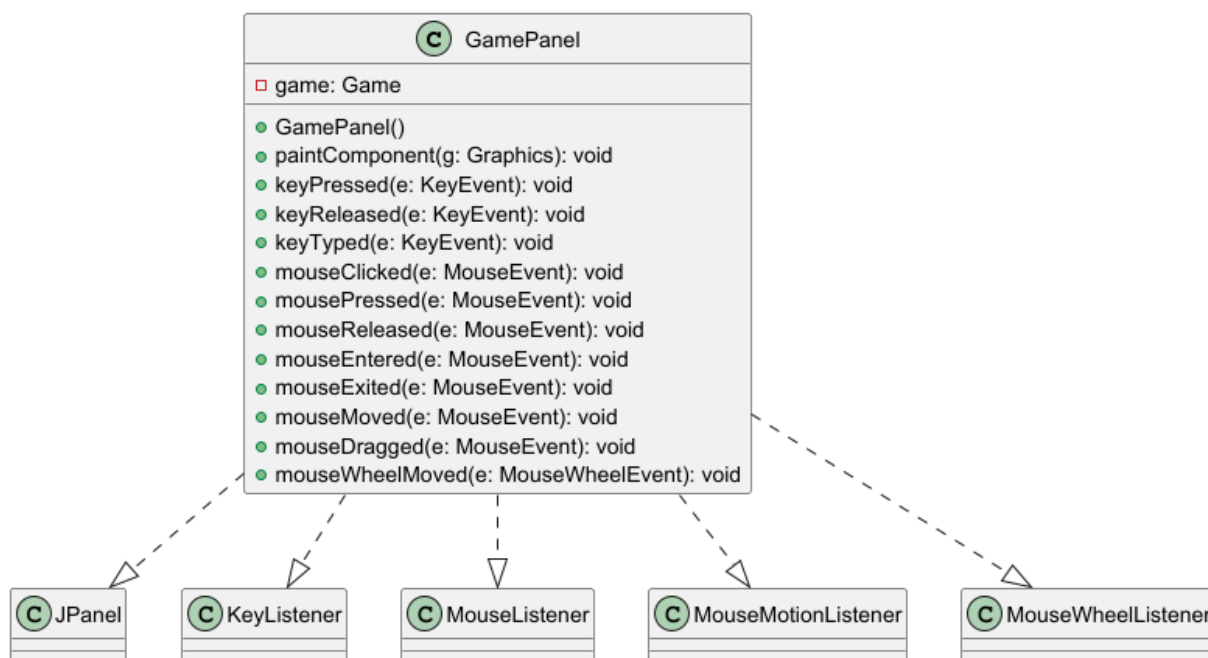 C GamePanel
game: Game
GamePanel()
paintComponent(g: Graphics): void
keyPressed(e: KeyEvent): void
keyReleased(e: KeyEvent): void
keyTyped(e: KeyEvent): void
mouseClicked(e: MouseEvent): void
mousePressed(e: MouseEvent): void
mouseReleased(e: MouseEvent): void
mouseEntered(e: MouseEvent): void
mouseExited(e: MouseEvent): void
mouseMoved(e: MouseEvent): void
mouseDragged(e: MouseEvent): void
mouseWheelMoved(e: MouseWheelEvent): void
C JPanel
C KeyListener
C MouseListener
C MouseMotionListener
C MouseWheelListener